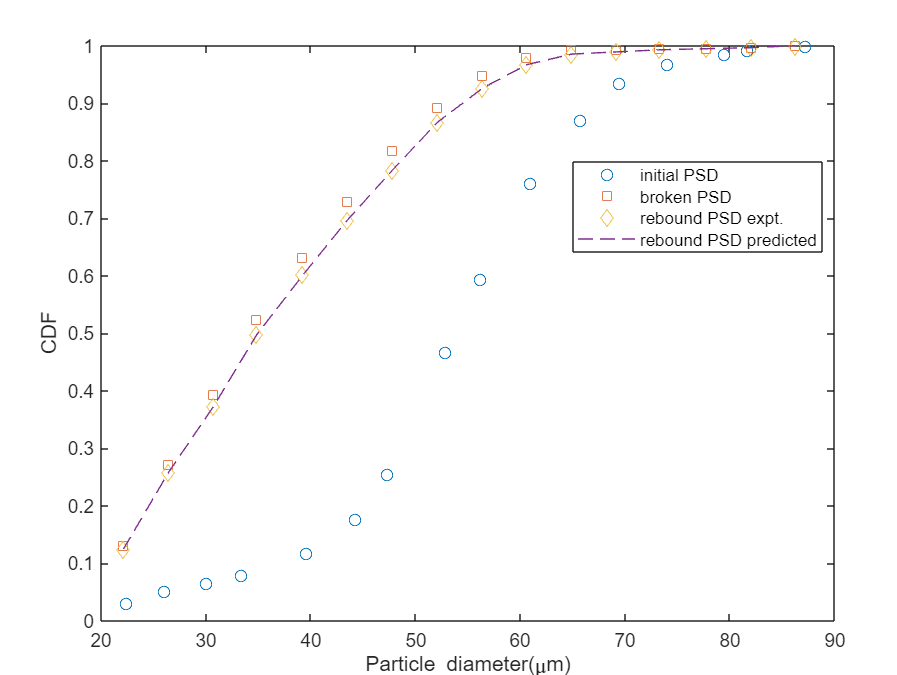 1
0.9
0.8
0.7
0.6
0.5
0.4
0.3
0.2
0.1
0
CDF
initial PSD
broken PSD
rebound PSD expt.
rebound PSD predicted
20 30 40 50 60 70 80 90
Particle diameter(μm)